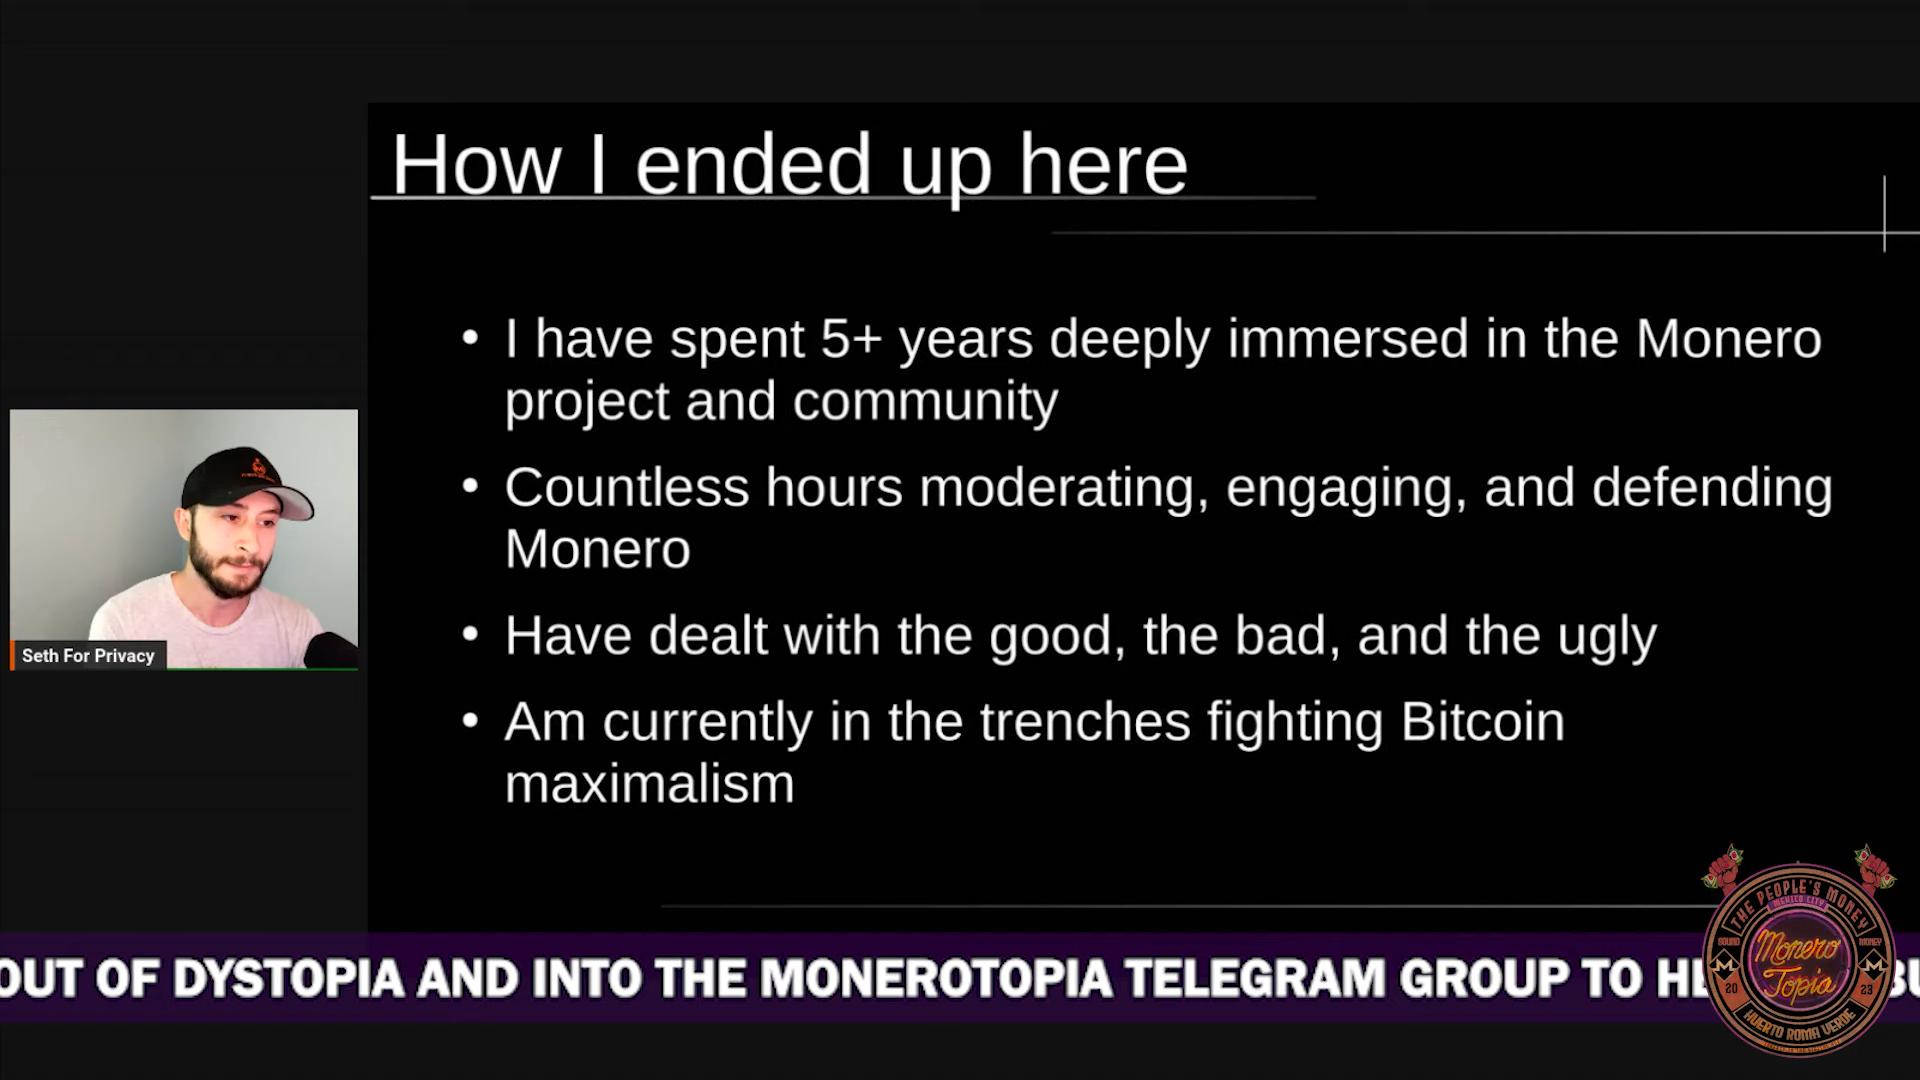 How I ended up here
• I have spent 5+ years deeply immersed in the Monero
project and community
• Countless hours moderating, engaging, and defending
Monero
• Have dealt with the good, the bad, and the ugly
• Am currently in the trenches fighting Bitcoin
maximalism
Seth For Privacy
OUT OF DYSTOPIA AND INTO THE MONEROTOPIA TELEGRAM GROUP TO
THE PEOPLE'S MONEY
MEXICO CITY
SOUND MONEY
Monero
Topia
20 23
HUERTO ROMA VERDE